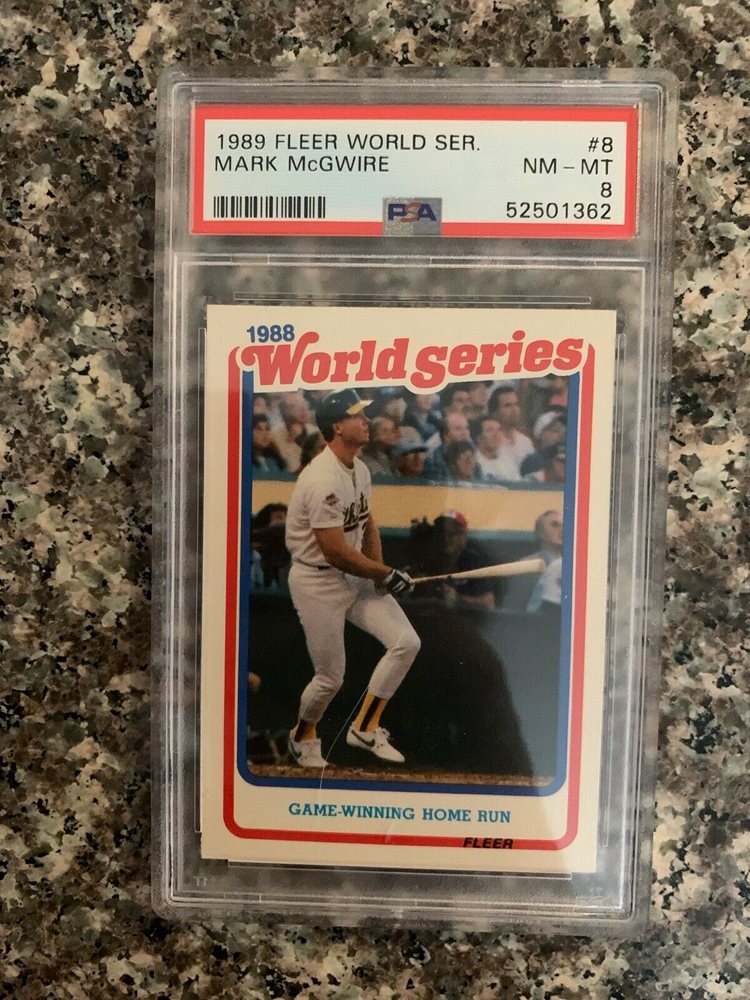 1989 FLEER WORLD SER. #8
MARK McGWIRE NM – MT
8
PSA 52501362
1988
World series
GAME-WINNING HOME RUN
FLEER